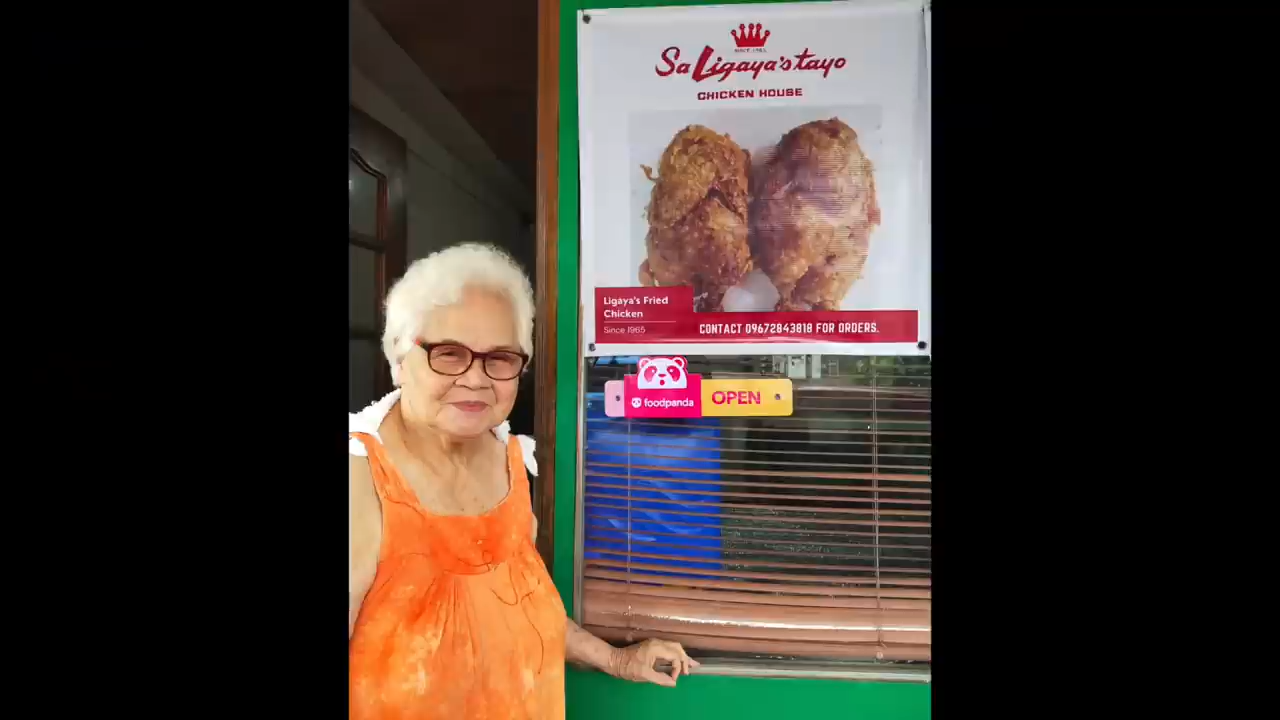 SINCE 1965
Sa Ligaya's tayo
CHICKEN HOUSE
Ligaya's Fried
Chicken
Since 1965
CONTACT 09672843818 FOR ORDERS.
foodpanda
OPEN